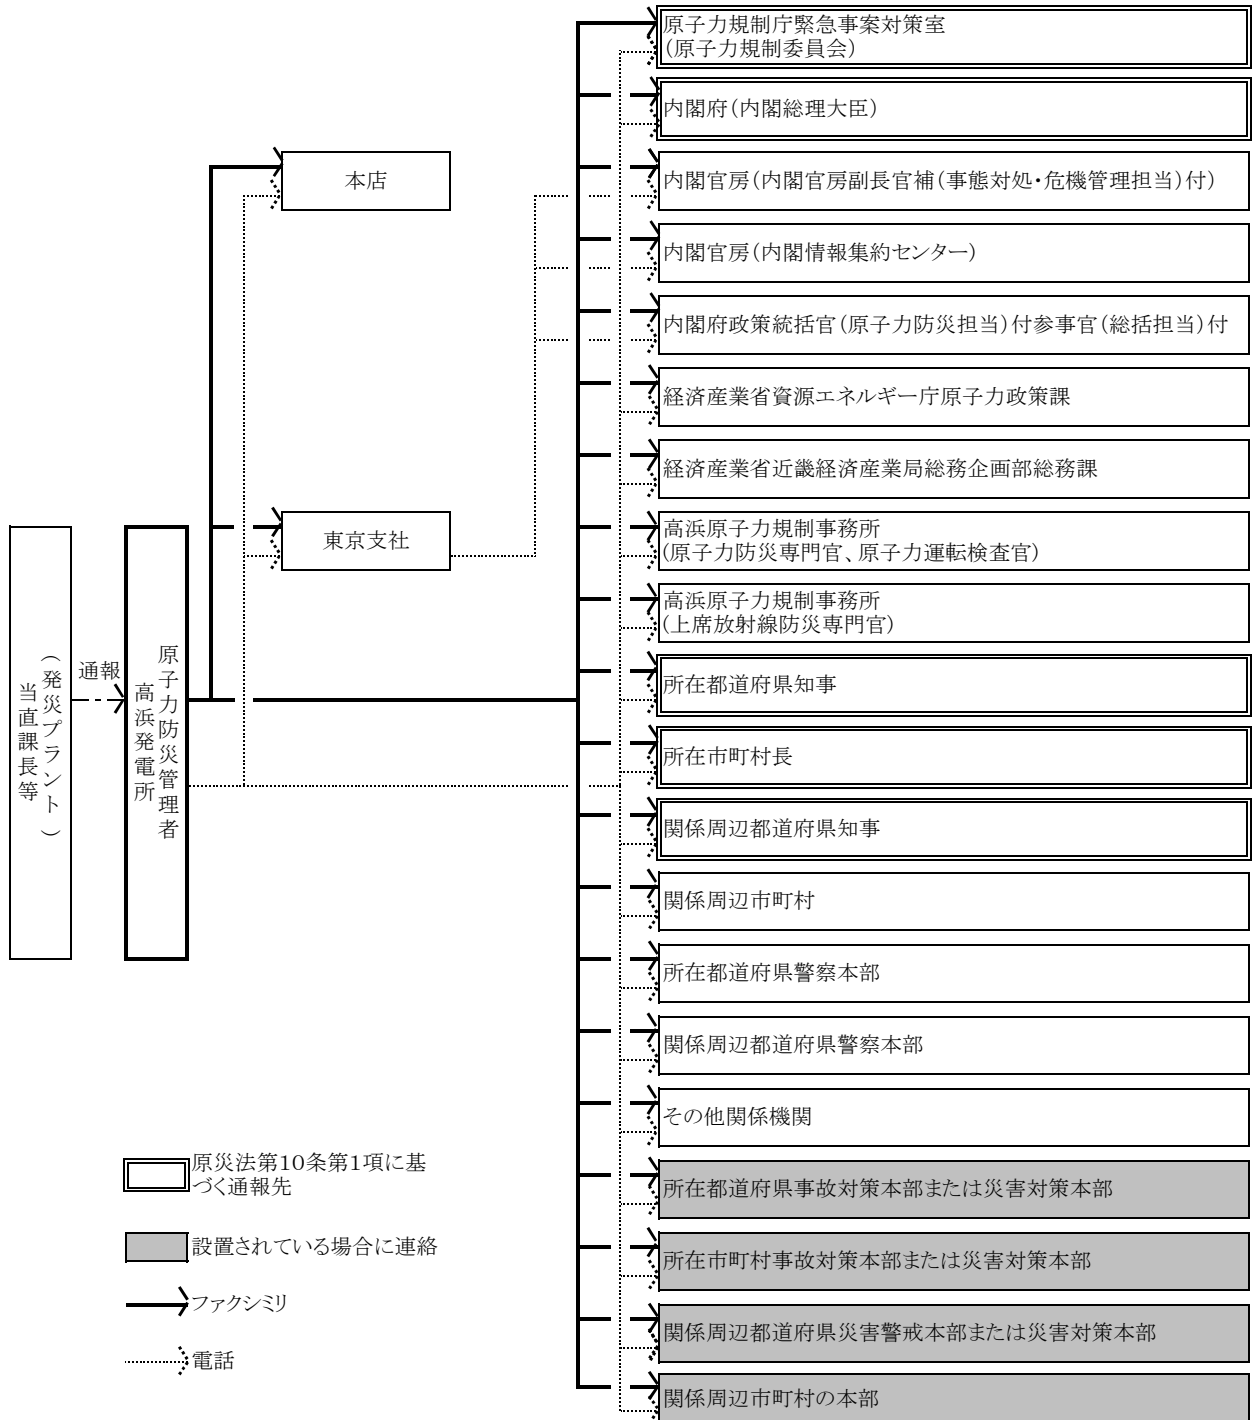 原子力規制庁緊急事案対策室
(原子力規制委員会)
内閣府(内閣総理大臣)
本店
内閣官房(内閣官房副長官補(事態対処・危機管理担当)付)
内閣官房(内閣情報集約センター)
内閣府政策統括官(原子力防災担当)付参事官(総括担当)付
経済産業省資源エネルギー庁原子力政策課
経済産業省近畿経済産業局総務企画部総務課
東京支社
高浜原子力規制事務所
(原子力防災専門官、原子力運転検査官)
高浜原子力規制事務所
(上席放射線防災専門官)
(発災プラント)
当直課長等
通報
原子力防災管理者
高浜発電所
所在都道府県知事
所在市町村長
関係周辺都道府県知事
関係周辺市町村
所在都道府県警察本部
関係周辺都道府県警察本部
その他関係機関
所在都道府県事故対策本部または災害対策本部
所在市町村事故対策本部または災害対策本部
関係周辺都道府県災害警戒本部または災害対策本部
関係周辺市町村の本部
原災法第10条第1項に基
づく通報先
設置されている場合に連絡
ファクシミリ
電話